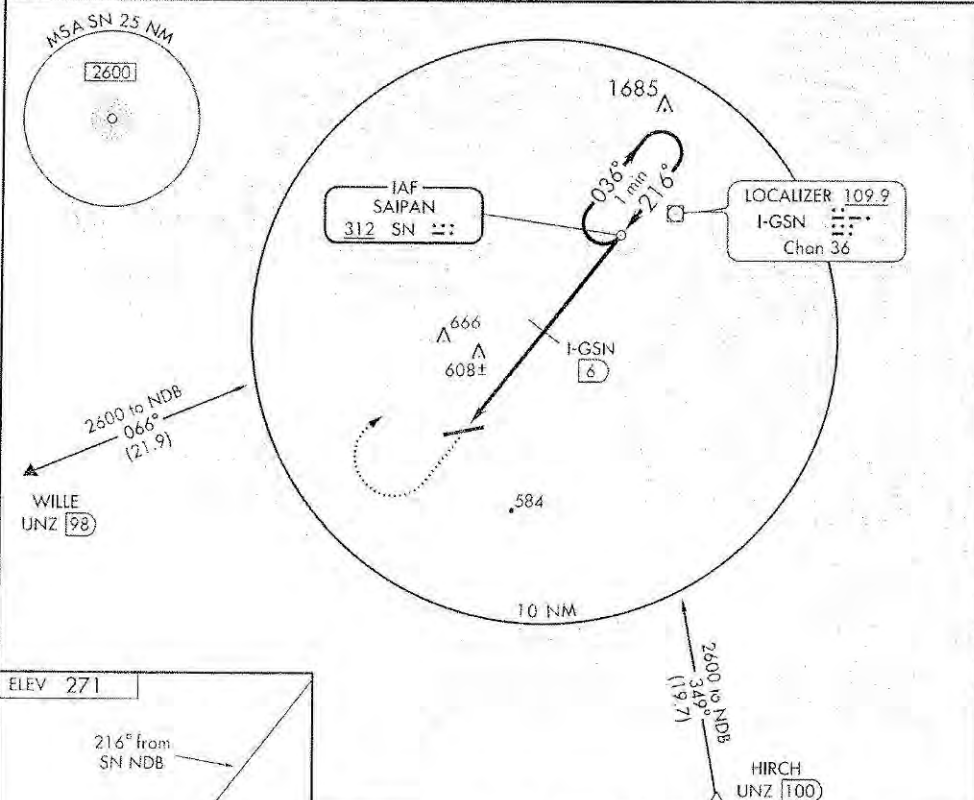 MSA SN 25 NM
2600
1685
036°
1 min
216°
IAF
SAIPAN
312 SN
LOCALIZER 109.9
I-GSN
Chan 36
666
608±
I-GSN
6
2600 to NDB
066°
(21.9)
WILLE
UNZ 98
584
10 NM
2600 to NDB
349°
(19.7)
HIRCH
UNZ 100
ELEV 271
216° from
SN NDB